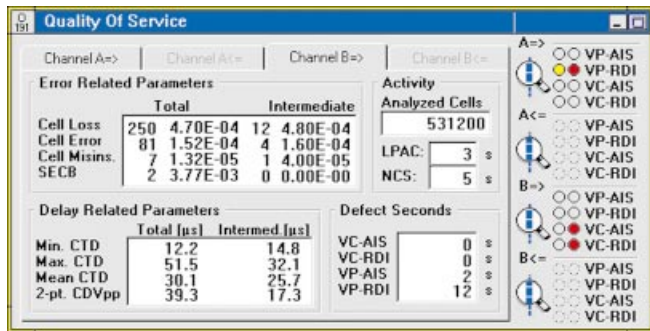 O
191
Quality Of Service
Channel A=>
Channel A<=
Channel B=>
Channel B<=
Error Related Parameters
Total Intermediate
Cell Loss 250 4.70E-04 12 4.80E-04
Cell Error 81 1.52E-04 4 1.60E-04
Cell Misins. 7 1.32E-05 1 4.00E-05
SECB 2 3.77E-03 0 0.00E-00
Activity
Analyzed Cells
531200
LPAC: 3 s
NCS: 5 s
Delay Related Parameters
Total [µs] Intermed.[µs]
Min. CTD 12.2 14.8
Max. CTD 51.5 32.1
Mean CTD 30.1 25.7
2-pt. CDVpp 39.3 17.3
Defect Seconds
VC-AIS 0 s
VC-RDI 0 s
VP-AIS 2 s
VP-RDI 12 s
A=>
VP-AIS
VP-RDI
VC-AIS
VC-RDI
A<=
VP-AIS
VP-RDI
VC-AIS
VC-RDI
B=>
VP-AIS
VP-RDI
VC-AIS
VC-RDI
B<=
VP-AIS
VP-RDI
VC-AIS
VC-RDI